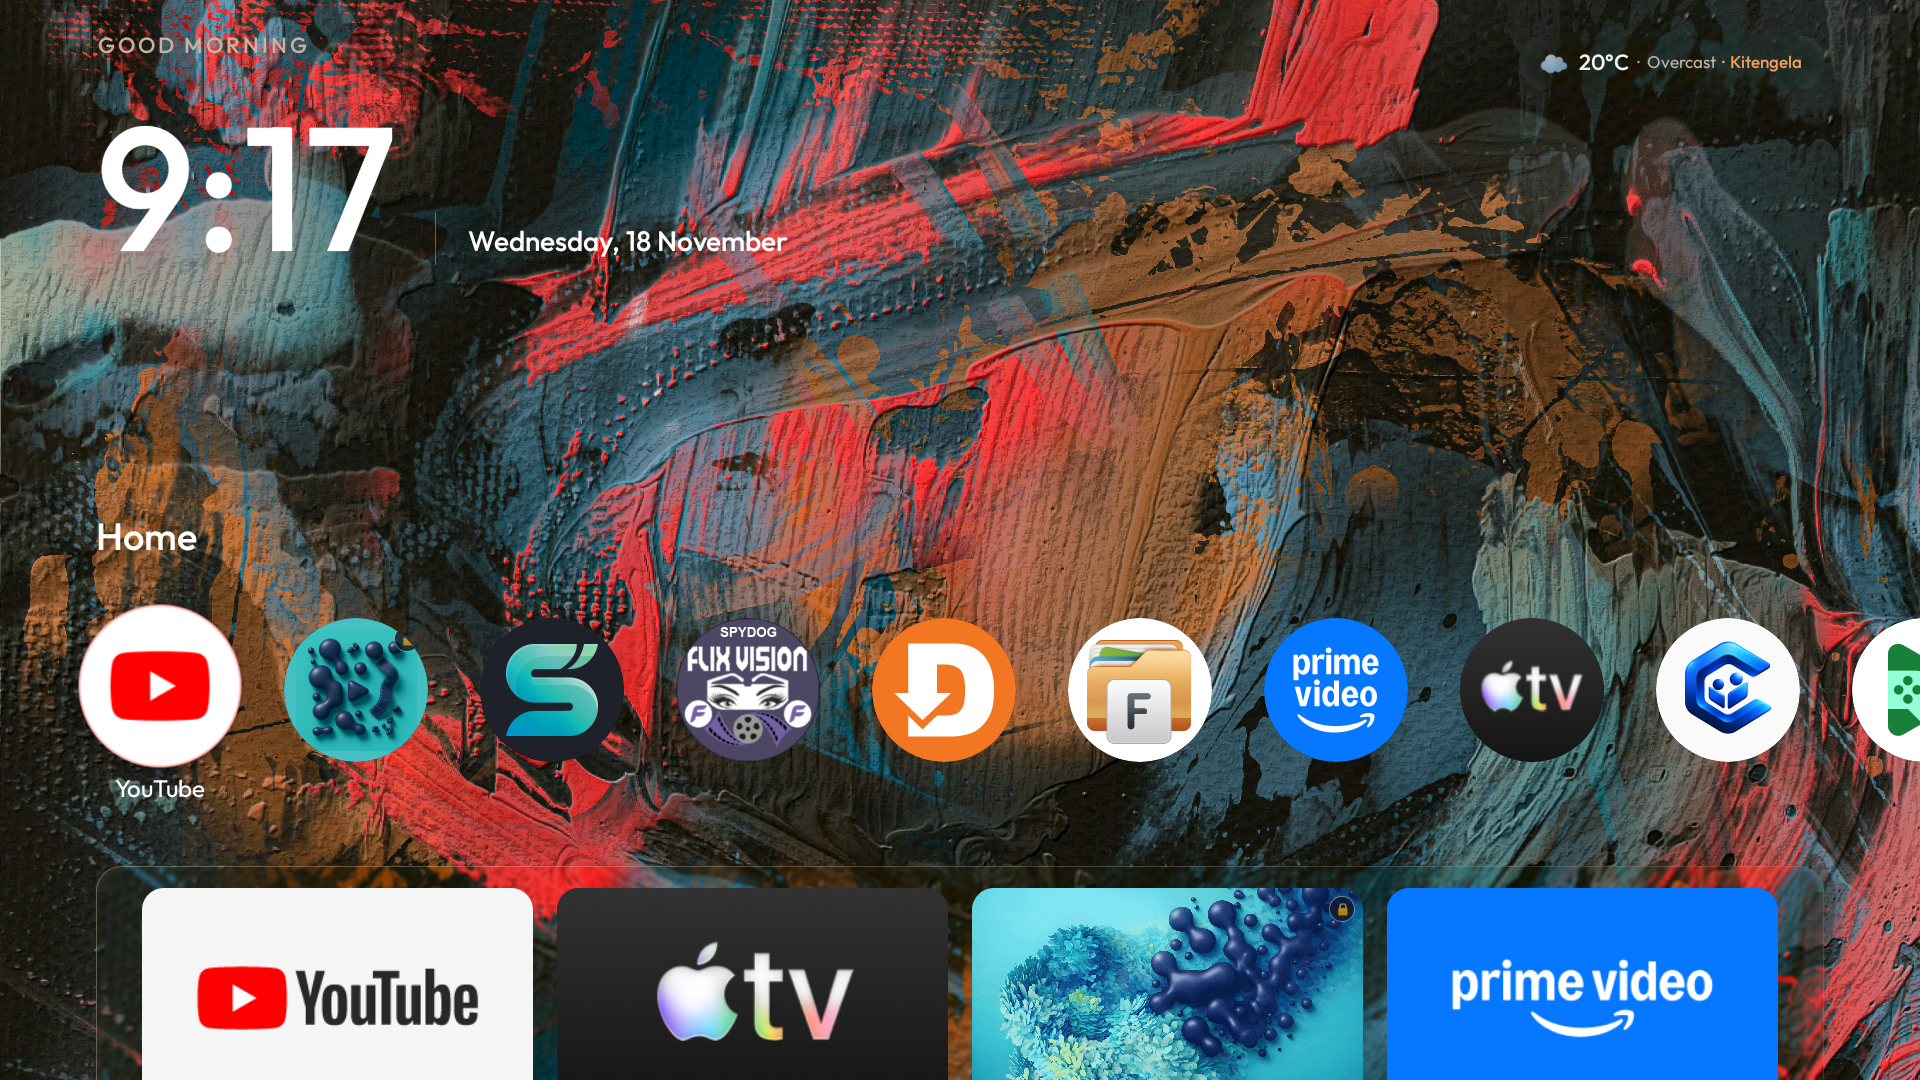 GOOD MORNING
20°C · Overcast · Kitengela
9:17
Wednesday, 18 November
Home
SPYDOG
FLIX VISION
F
F
D
F
prime
video
tv
YouTube
YouTube
tv
prime video